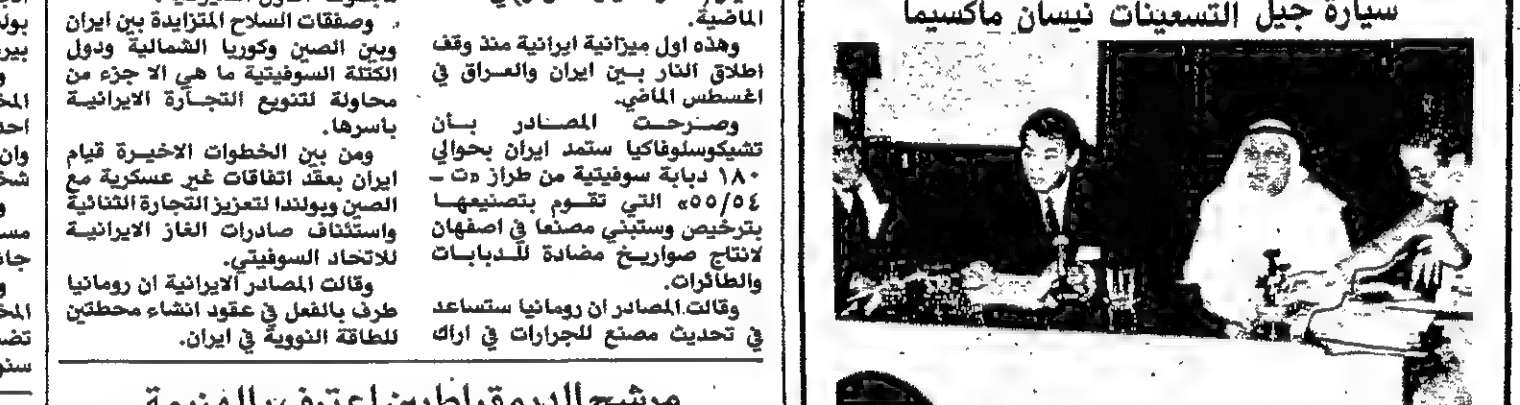 سيارة جيل التسعينات نيسان ماكسيما
الماضية.
وهذه اول ميزانية ايرانية منذ وقف
اطلاق النار بين ايران والعراق في
اغسطس الماضي.
وصرحت المصادر بأن
تشيكوسلوفاكيا ستمد ايران بحوالي
١٨٠ دبابة سوفيتية من طراز «ت -
٥٥/٥٤» التي تقوم بتصنيعها
بترخيص وستبني مصنعا في اصفهان
لانتاج صواريخ مضادة للدبابات
والطائرات.
وقالت المصادر ان رومانيا ستساعد
في تحديث مصنع للجرارات في اراك
وصفقات السلاح المتزايدة بين ايران
وبين الصين وكوريا الشمالية ودول
الكتلة السوفيتية ما هي الا جزء من
محاولة لتنويع التجارة الايرانية
بأسرها.
ومن بين الخطوات الاخيرة قيام
ايران بعقد اتفاقات غير عسكرية مع
الصين وبولندا لتعزيز التجارة الثنائية
واستئناف صادرات الغاز الايرانية
للاتحاد السوفيتي.
وقالت المصادر الايرانية ان رومانيا
طرف بالفعل في عقود انشاء محطتين
للطاقة النووية في ايران.